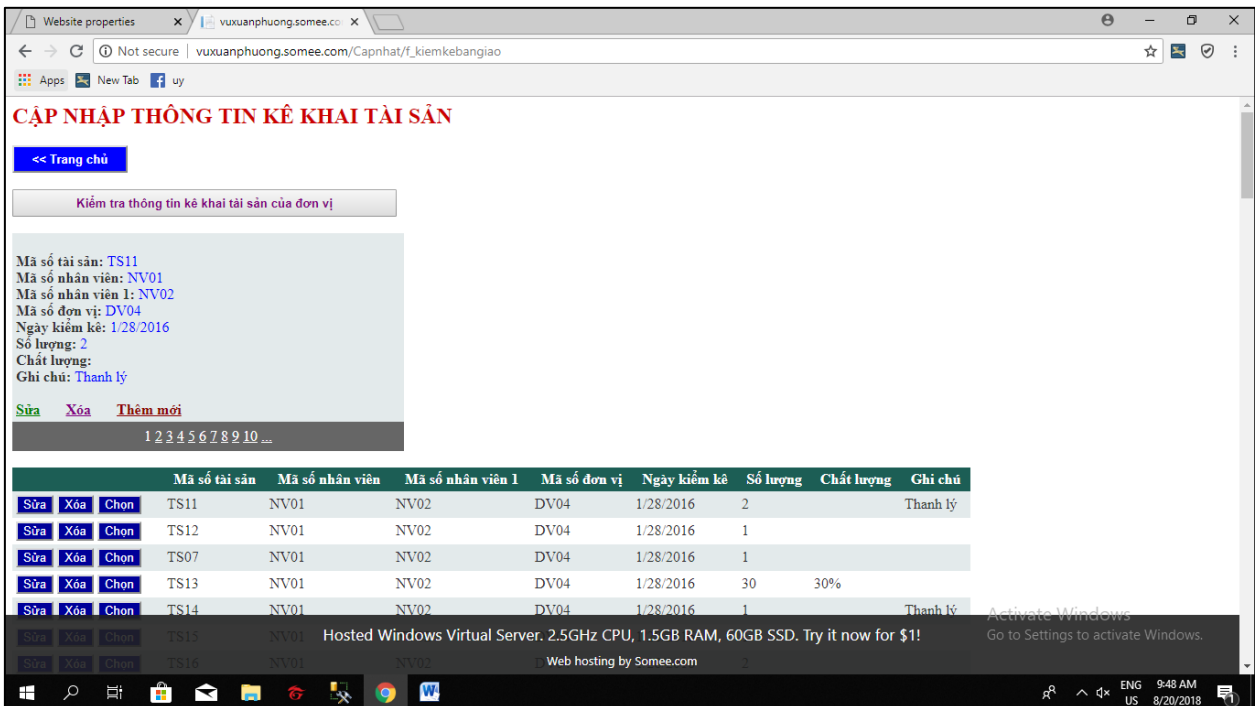 Website properties
vuxuanphuong.somee.co
Not secure | vuxuanphuong.somee.com/Capnhat/f_kiemkebangiao
Apps New Tab uy
CẬP NHẬP THÔNG TIN KÊ KHAI TÀI SẢN
<< Trang chủ
Kiểm tra thông tin kê khai tài sản của đơn vị
Mã số tài sản: TS11
Mã số nhân viên: NV01
Mã số nhân viên 1: NV02
Mã số đơn vị: DV04
Ngày kiểm kê: 1/28/2016
Số lượng: 2
Chất lượng:
Ghi chú: Thanh lý
Sửa Xóa Thêm mới
1 2 3 4 5 6 7 8 9 10 ...
Mã số tài sản Mã số nhân viên Mã số nhân viên 1 Mã số đơn vị Ngày kiểm kê Số lượng Chất lượng Ghi chú
Sửa Xóa Chọn TS11 NV01 NV02 DV04 1/28/2016 2 Thanh lý
Sửa Xóa Chọn TS12 NV01 NV02 DV04 1/28/2016 1
Sửa Xóa Chọn TS07 NV01 NV02 DV04 1/28/2016 1
Sửa Xóa Chọn TS13 NV01 NV02 DV04 1/28/2016 30 30%
Sửa Xóa Chọn TS14 NV01 NV02 DV04 1/28/2016 1 Thanh lý
Activate Windows
Go to Settings to activate Windows.
Sửa Xóa Chọn TS15 NV01
Hosted Windows Virtual Server. 2.5GHz CPU, 1.5GB RAM, 60GB SSD. Try it now for $1!
Sửa Xóa Chọn TS16 NV01 NV02 2
Web hosting by Somee.com
ENG 9:48 AM
US 8/20/2018
1